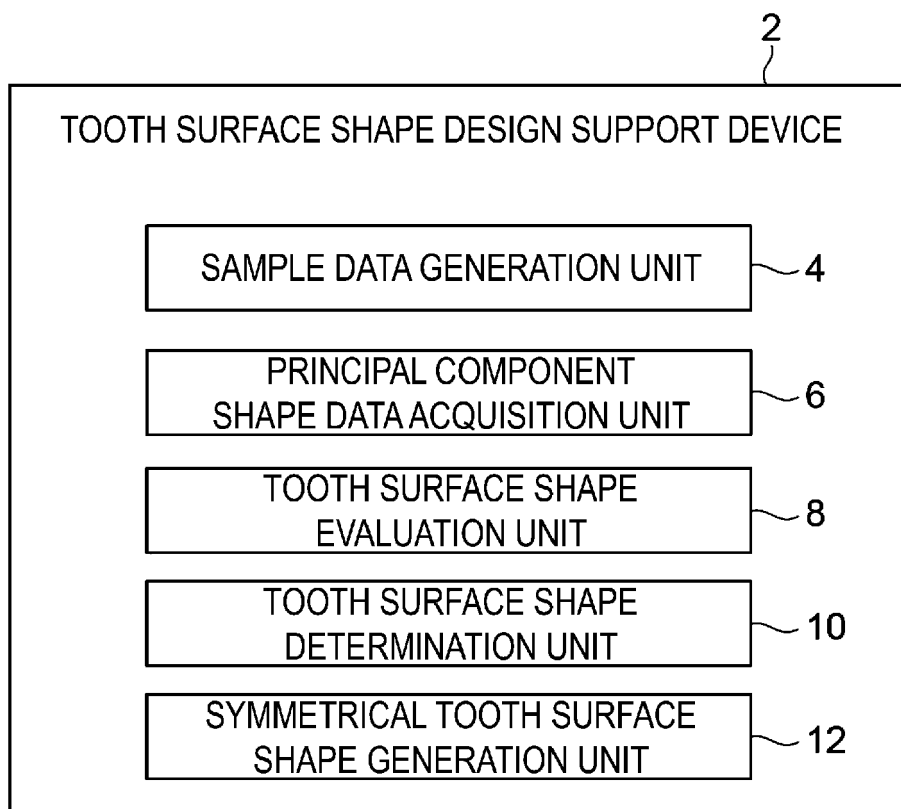 2
TOOTH SURFACE SHAPE DESIGN SUPPORT DEVICE
SAMPLE DATA GENERATION UNIT
4
PRINCIPAL COMPONENT
SHAPE DATA ACQUISITION UNIT
6
TOOTH SURFACE SHAPE
EVALUATION UNIT
8
TOOTH SURFACE SHAPE
DETERMINATION UNIT
10
SYMMETRICAL TOOTH SURFACE
SHAPE GENERATION UNIT
12